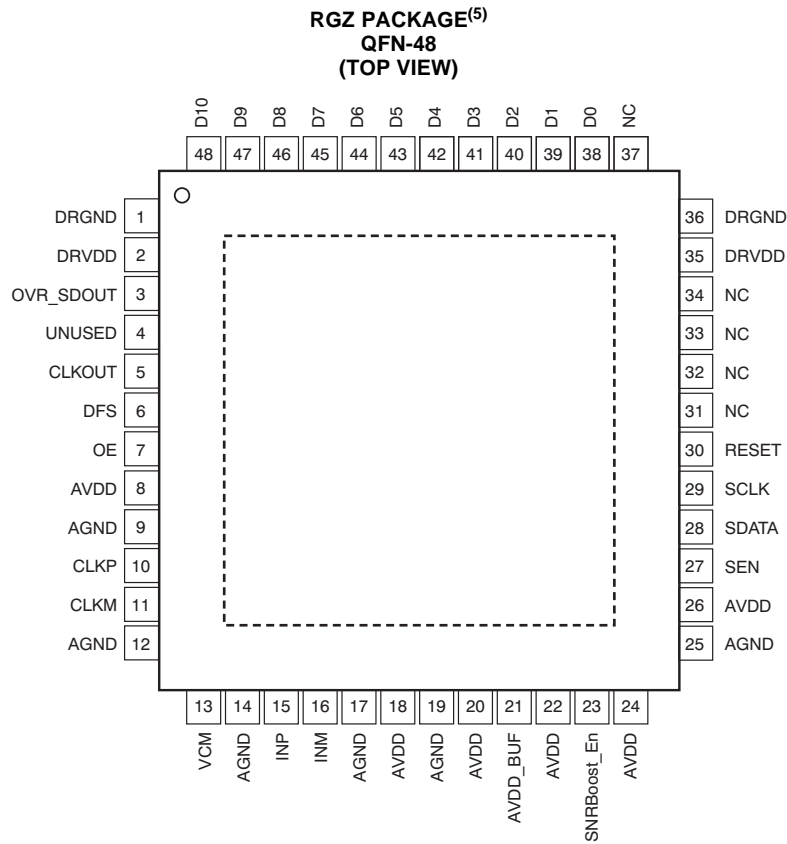 RGZ PACKAGE(5)
QFN-48
(TOP VIEW)
D10 D9 D8 D7 D6 D5 D4 D3 D2 D1 D0 NC
48 47 46 45 44 43 42 41 40 39 38 37
DRGND 1
DRVDD 2
OVR_SDOUT 3
UNUSED 4
CLKOUT 5
DFS 6
OE 7
AVDD 8
AGND 9
CLKP 10
CLKM 11
AGND 12
36 DRGND
35 DRVDD
34 NC
33 NC
32 NC
31 NC
30 RESET
29 SCLK
28 SDATA
27 SEN
26 AVDD
25 AGND
13 14 15 16 17 18 19 20 21 22 23 24
VCM AGND INP INM AGND AVDD AGND AVDD AVDD_BUF AVDD SNRBoost_En AVDD